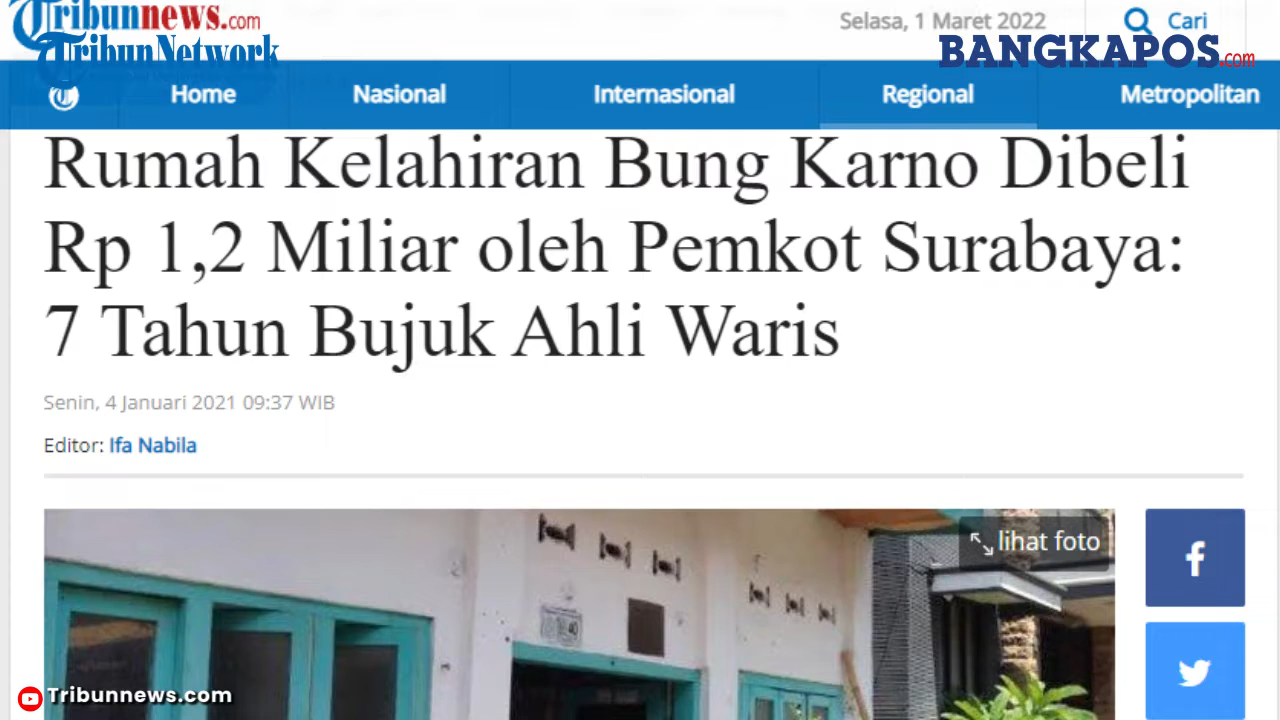 Tribunnews.com
TribunNetwork
Selasa, 1 Maret 2022
Cari
BANGKAPOS.com
Home Nasional Internasional Regional Metropolitan
Rumah Kelahiran Bung Karno Dibeli
Rp 1,2 Miliar oleh Pemkot Surabaya:
7 Tahun Bujuk Ahli Waris
Senin, 4 Januari 2021 09:37 WIB
Editor: Ifa Nabila
lihat foto
40
Tribunnews.com